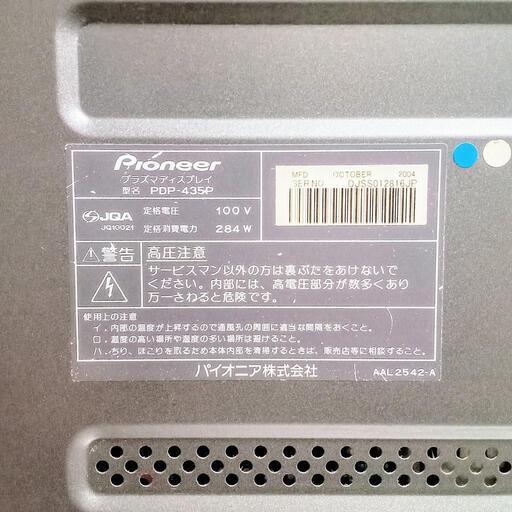 Pioneer
プラズマディスプレイ
型名 PDP-435P
MFD OCTOBER 2004
SER NO DJSS012816JP
JQA
JQ10021
定格電圧 100V
定格消費電力 284W
警告
高圧注意
サービスマン以外の方は裏ぶたをあけないで
ください。内部には、高電圧部分が数多くあり
万一さわると危険です。
使用上の注意
イ．内部の温度が上昇するので通風孔の周囲に適当な間隔をおくこと。
ロ．温度の高い場所や湿度の高い場所は避けること。
ハ．ちり、ほこりを取るため本体内部を清掃するときは、販売店等に相談すること。
パイオニア株式会社
AAL2542-A